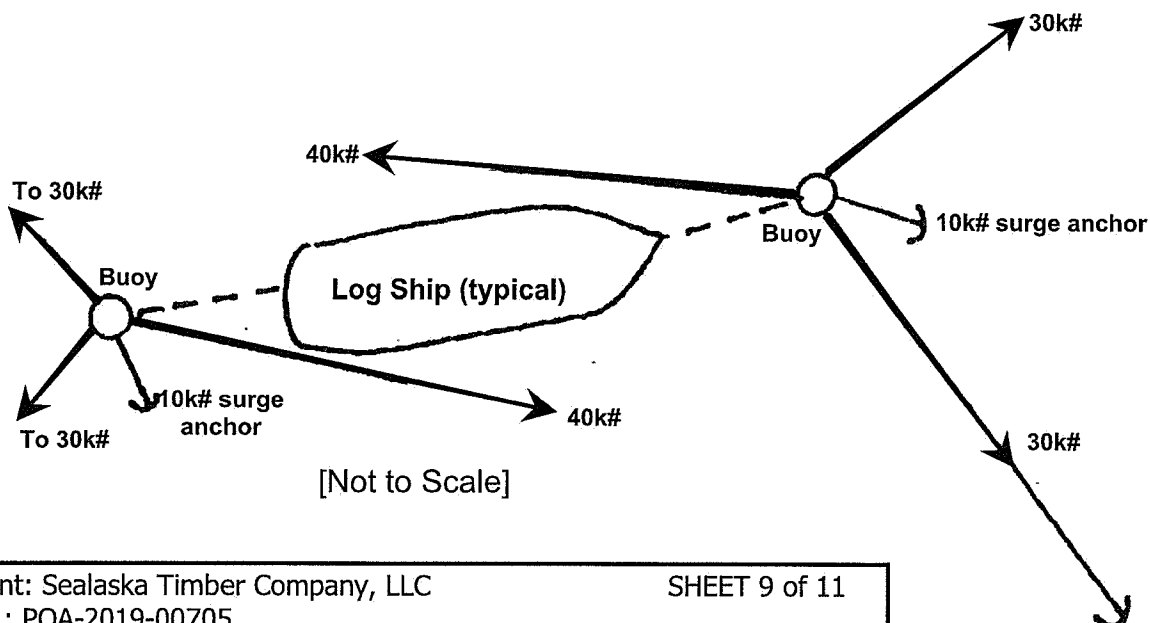 30k#
40k#
To 30k#
10k# surge anchor
Buoy
Buoy
Log Ship (typical)
10k# surge
anchor
40k#
To 30k#
30k#
[Not to Scale]
nt: Sealaska Timber Company, LLC SHEET 9 of 11
: POA-2019-00705